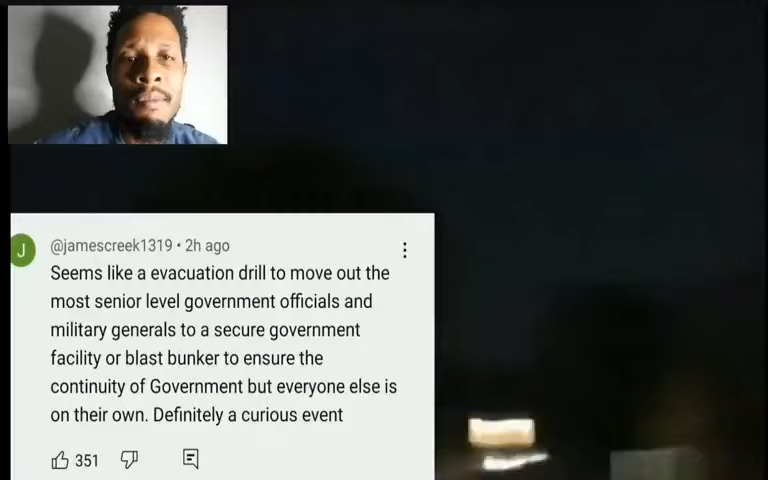 J
@jamescreek1319 • 2h ago
Seems like a evacuation drill to move out the
most senior level government officials and
military generals to a secure government
facility or blast bunker to ensure the
continuity of Government but everyone else is
on their own. Definitely a curious event
351